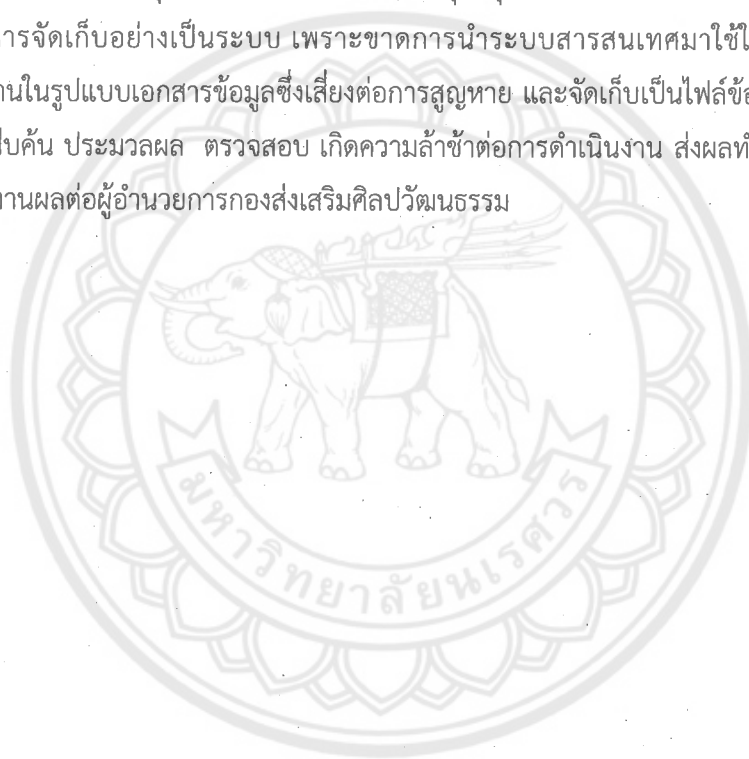 การจัดเก็บอย่างเป็นระบบ เพราะขาดการนำระบบสารสนเทศมาใช้
านในรูปแบบเอกสารข้อมูลซึ่งเสี่ยงต่อการสูญหาย และจัดเก็บเป็นไฟล์
ืบค้น ประมวลผล ตรวจสอบ เกิดความล่าช้าต่อการดำเนินงาน
านผลต่อผู้อำนวยการกองส่งเสริมศิลปวัฒนธรรม
มหาวิทยาลัยนเรศวร